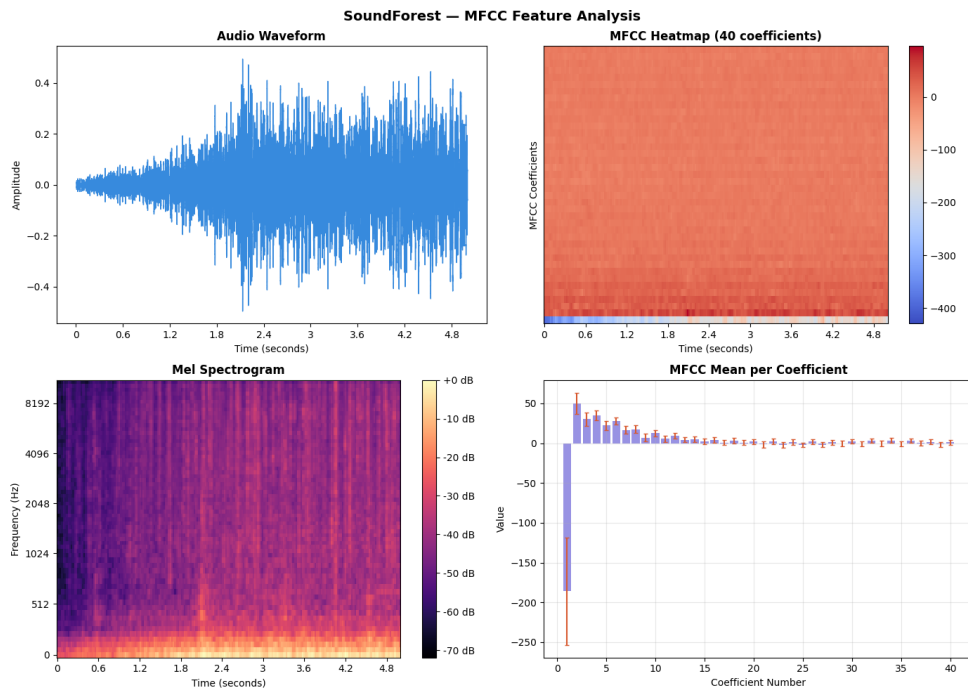 SoundForest — MFCC Feature Analysis
Audio Waveform
0.4
0.2
0.0
−0.2
−0.4
Amplitude
0 0.6 1.2 1.8 2.4 3 3.6 4.2 4.8
Time (seconds)
MFCC Heatmap (40 coefficients)
MFCC Coefficients
0 0.6 1.2 1.8 2.4 3 3.6 4.2 4.8
Time (seconds)
0
−100
−200
−300
−400
Mel Spectrogram
8192
4096
2048
1024
512
0
Frequency (Hz)
0 0.6 1.2 1.8 2.4 3 3.6 4.2 4.8
Time (seconds)
+0 dB
-10 dB
-20 dB
-30 dB
-40 dB
-50 dB
-60 dB
-70 dB
MFCC Mean per Coefficient
50
0
−50
−100
−150
−200
−250
Value
0 5 10 15 20 25 30 35 40
Coefficient Number